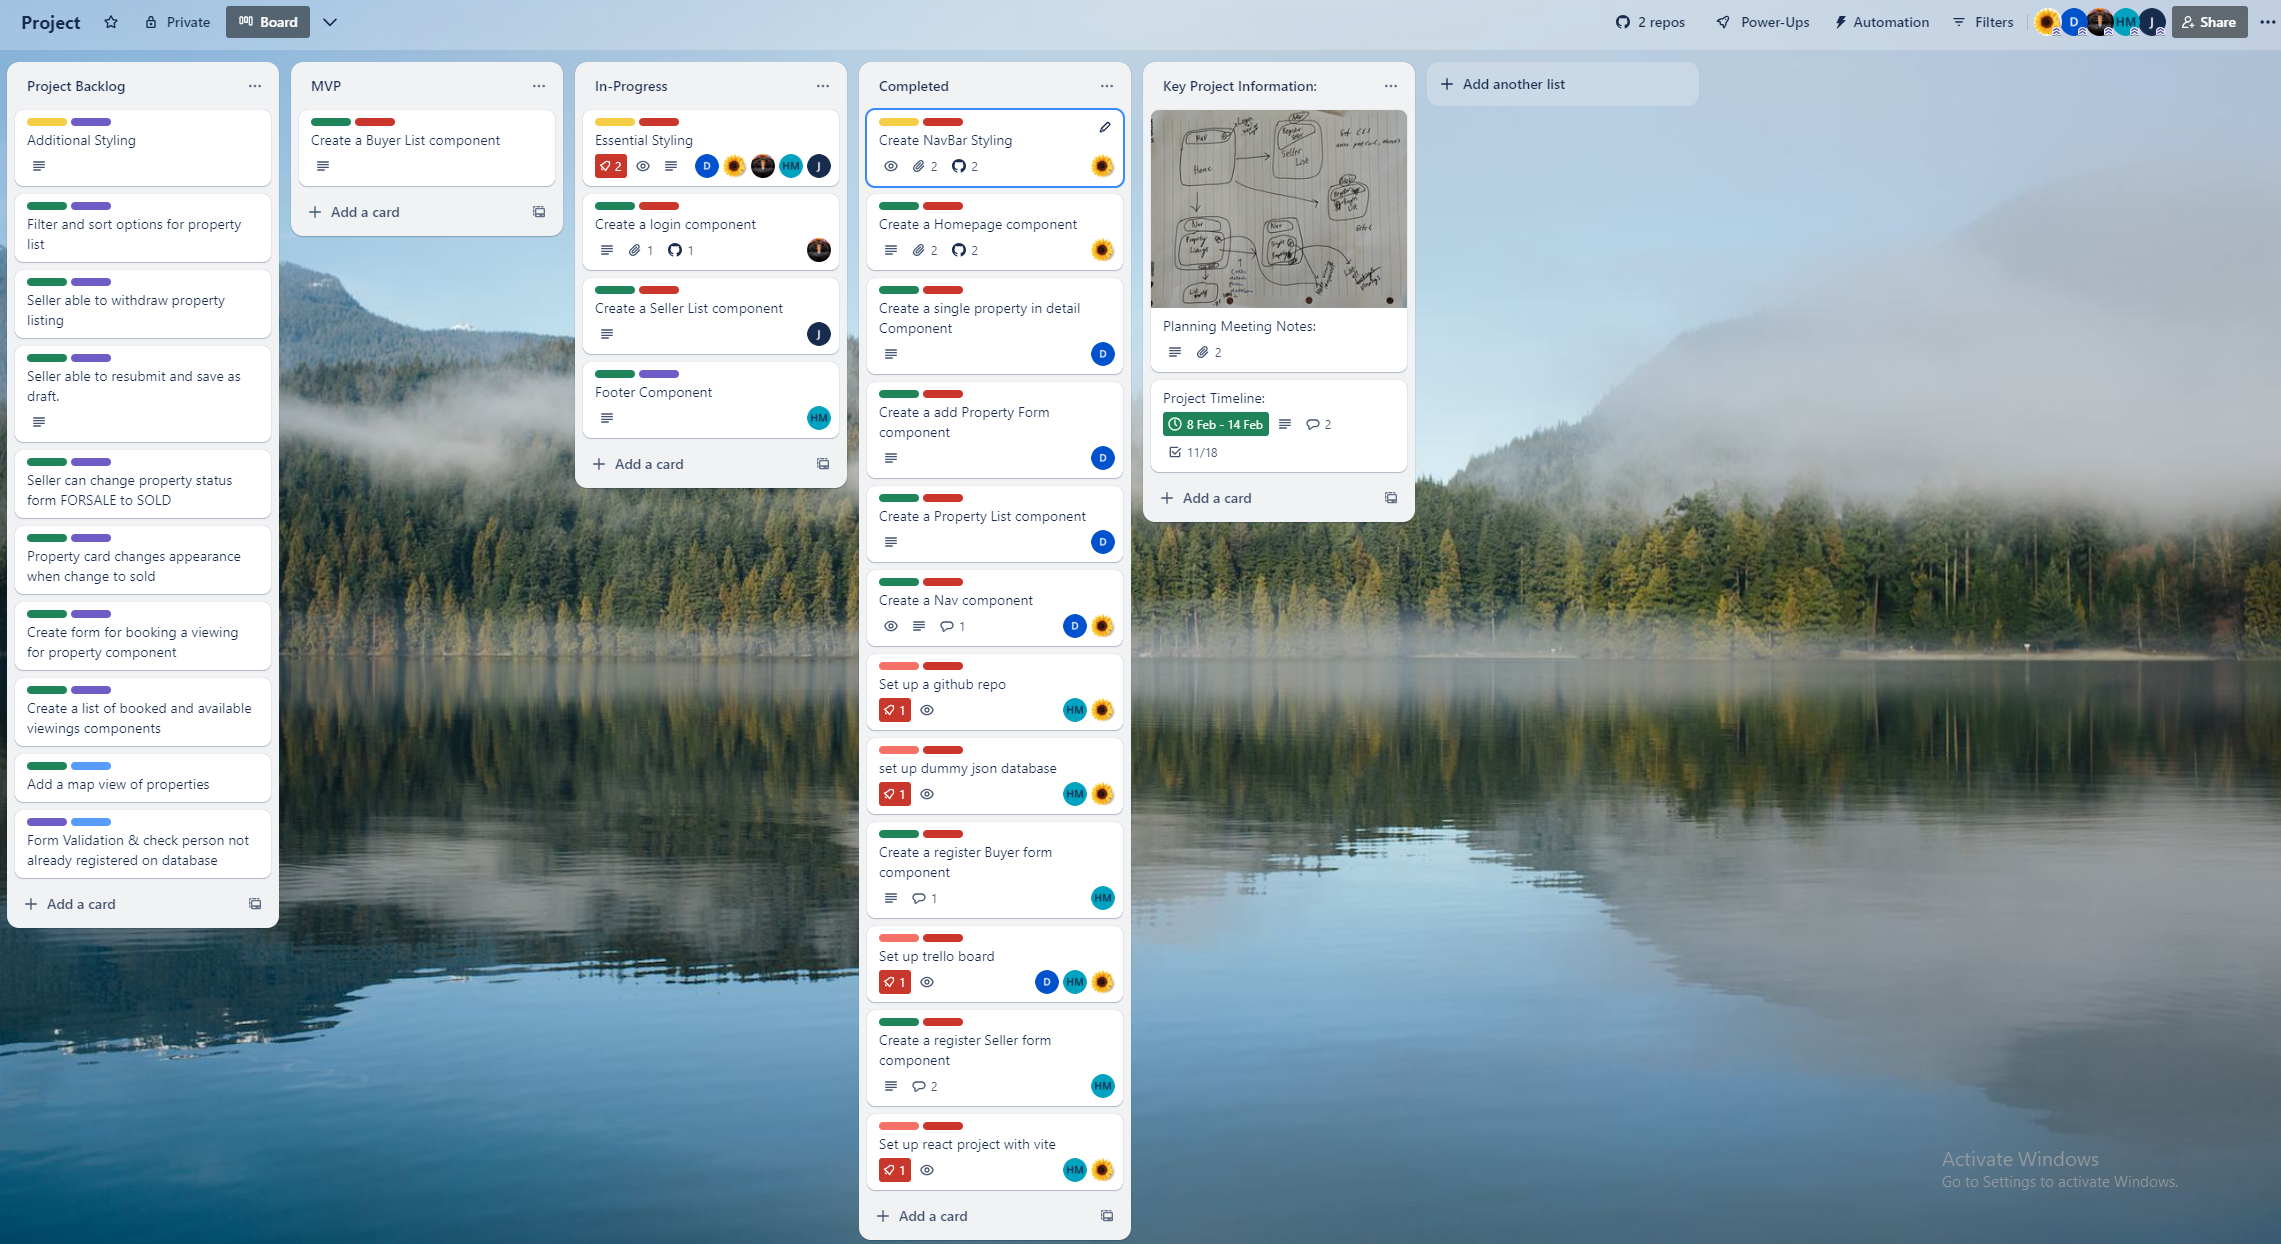 Project
Private
Board
2 repos
Power-Ups
Automation
Filters
D
HM
J
Share
Project Backlog
Additional Styling
Filter and sort options for property
list
Seller able to withdraw property
listing
Seller able to resubmit and save as
draft.
Seller can change property status
form FORSALE to SOLD
Property card changes appearance
when change to sold
Create form for booking a viewing
for property component
Create a list of booked and available
viewings components
Add a map view of properties
Form Validation & check person not
already registered on database
Add a card
MVP
Create a Buyer List component
Add a card
In-Progress
Essential Styling
2
D
HM
J
Create a login component
1
1
Create a Seller List component
J
Footer Component
HM
Add a card
Completed
Create NavBar Styling
2
2
Create a Homepage component
2
2
Create a single property in detail
Component
D
Create a add Property Form
component
D
Create a Property List component
D
Create a Nav component
1
D
Set up a github repo
1
HM
set up dummy json database
1
HM
Create a register Buyer form
component
1
HM
Set up trello board
1
D
HM
Create a register Seller form
component
2
HM
Set up react project with vite
1
HM
Add a card
Key Project Information:
Nav
Login
Home
Register
Seller
List
Nav
Property
Listings
Nav
Single
Planning Meeting Notes:
2
Project Timeline:
8 Feb - 14 Feb
2
11/18
Add a card
Add another list
Activate Windows
Go to Settings to activate Windows.